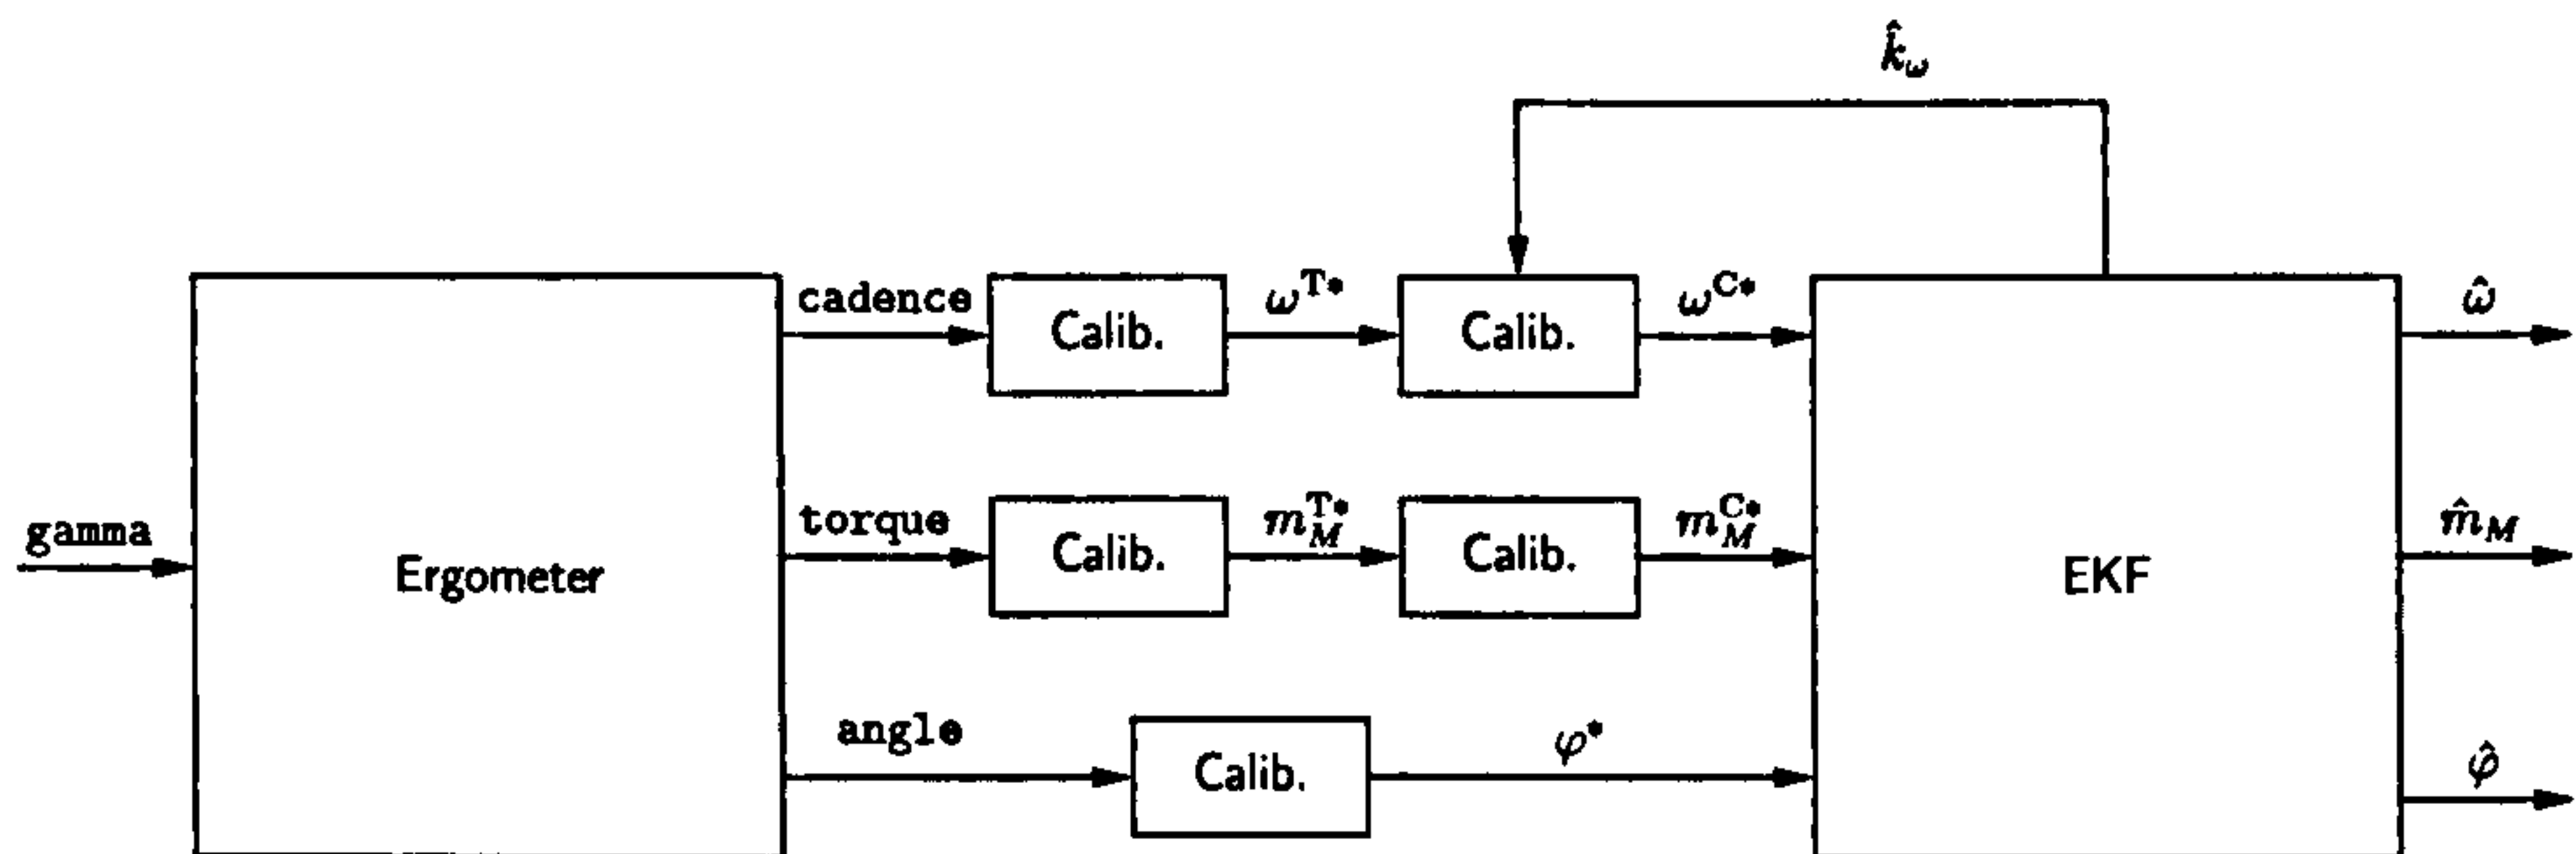 k̂_ω
cadence
Calib.
ω^{T*}
Calib.
ω^{C*}
ω̂
gamma
Ergometer
torque
Calib.
m_M^{T*}
Calib.
m_M^{C*}
EKF
m̂_M
angle
Calib.
φ*
φ̂